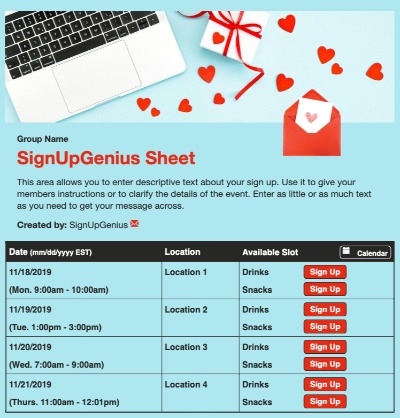 Group Name
SignUpGenius Sheet
This area allows you to enter descriptive text about your sign up. Use it to give your
members instructions or to clarify the details of the event. Enter as little or as much text
as you need to get your message across.
Created by: SignUpGenius
Date (mm/dd/yyyy EST) Location Available Slot Calendar
11/18/2019 Location 1 Drinks Sign Up
(Mon. 9:00am - 10:00am) Snacks Sign Up
11/19/2019 Location 2 Drinks Sign Up
(Tue. 1:00pm - 3:00pm) Snacks Sign Up
11/20/2019 Location 3 Drinks Sign Up
(Wed. 7:00am - 9:00am) Snacks Sign Up
11/21/2019 Location 4 Drinks Sign Up
(Thurs. 11:00am - 12:01pm) Snacks Sign Up